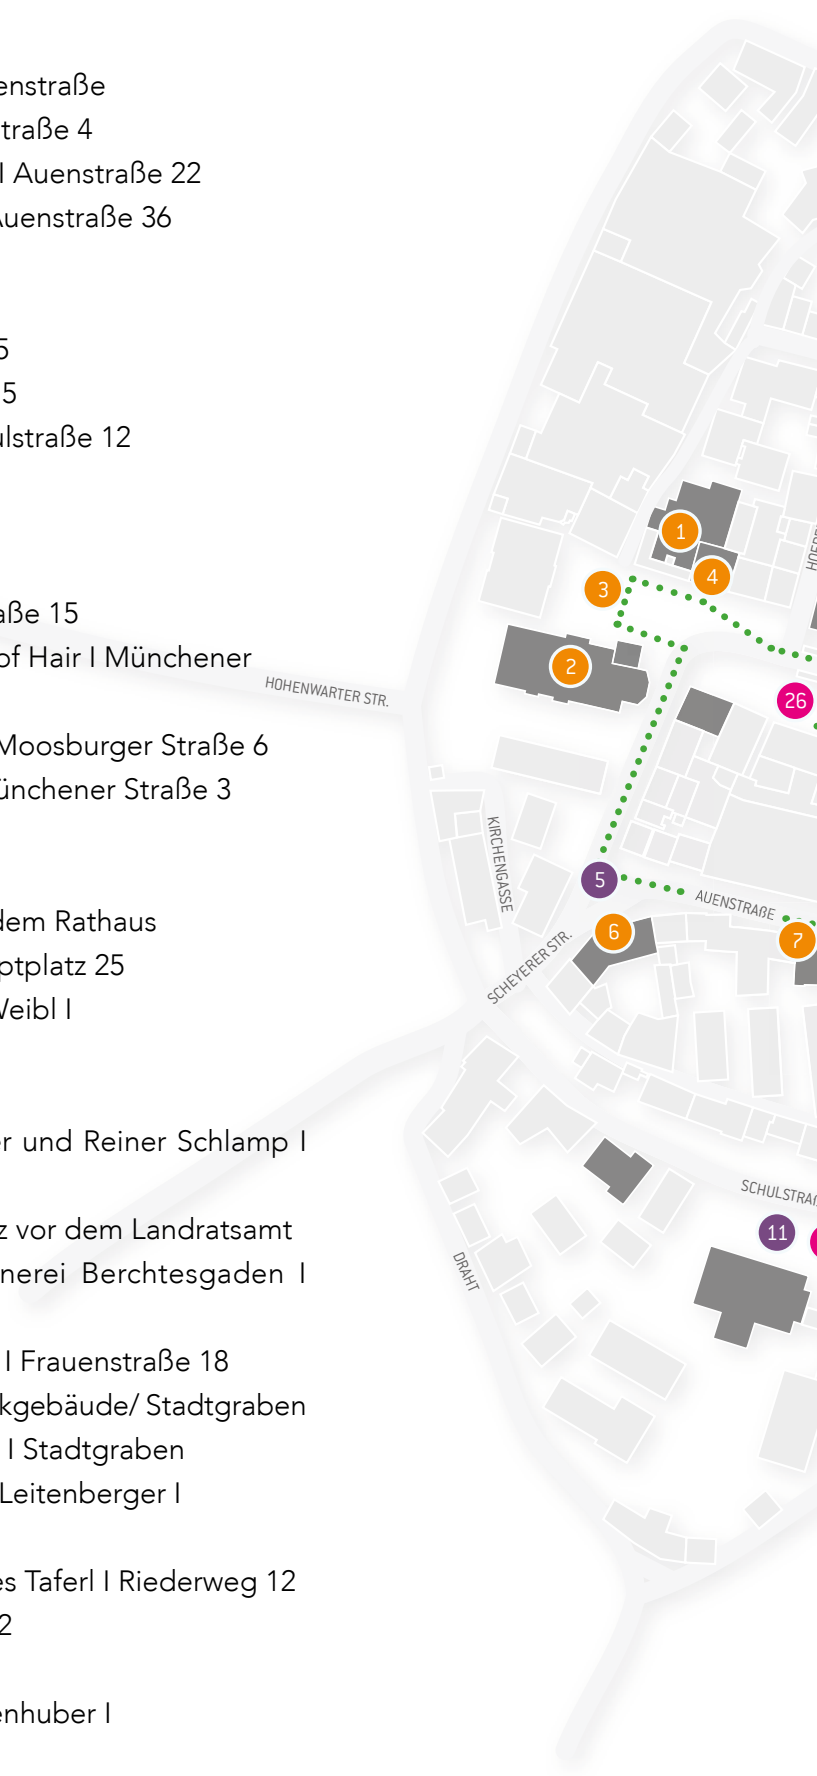 enstraße
traße 4
I Auenstraße 22
Auenstraße 36
5
5
ulstraße 12
aße 15
of Hair I Münchener
Moosburger Straße 6
ünchener Straße 3
dem Rathaus
ptplatz 25
Weibl I
er und Reiner Schlamp I
z vor dem Landratsamt
nerei Berchtesgaden I
I Frauenstraße 18
kgebäude/ Stadtgraben
I Stadtgraben
Leitenberger I
es Taferl I Riederweg 12
2
enhuber I
1
4
3
2
26
HOHENWARTER STR.
KIRCHENGASSE
5
AUENSTRAßE
6
7
SCHEYERER STR.
SCHULSTRAß
11
DRAHT